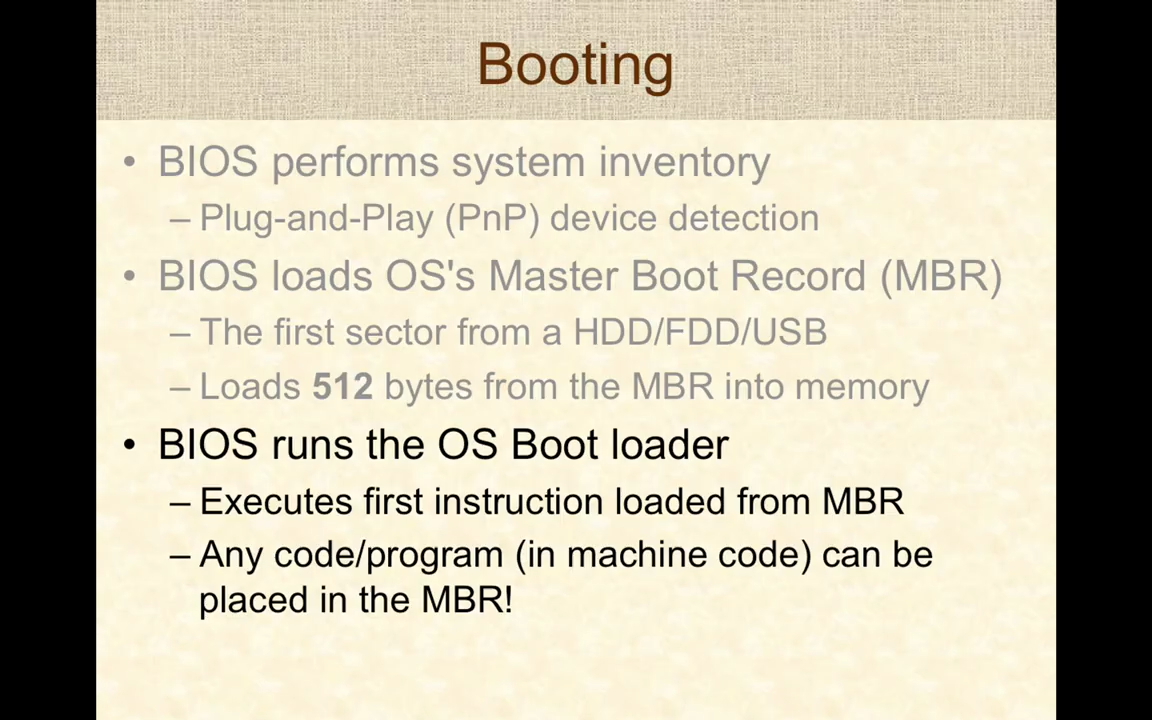 Booting
• BIOS performs system inventory
– Plug-and-Play (PnP) device detection
• BIOS loads OS's Master Boot Record (MBR)
– The first sector from a HDD/FDD/USB
– Loads 512 bytes from the MBR into memory
• BIOS runs the OS Boot loader
– Executes first instruction loaded from MBR
– Any code/program (in machine code) can be
placed in the MBR!